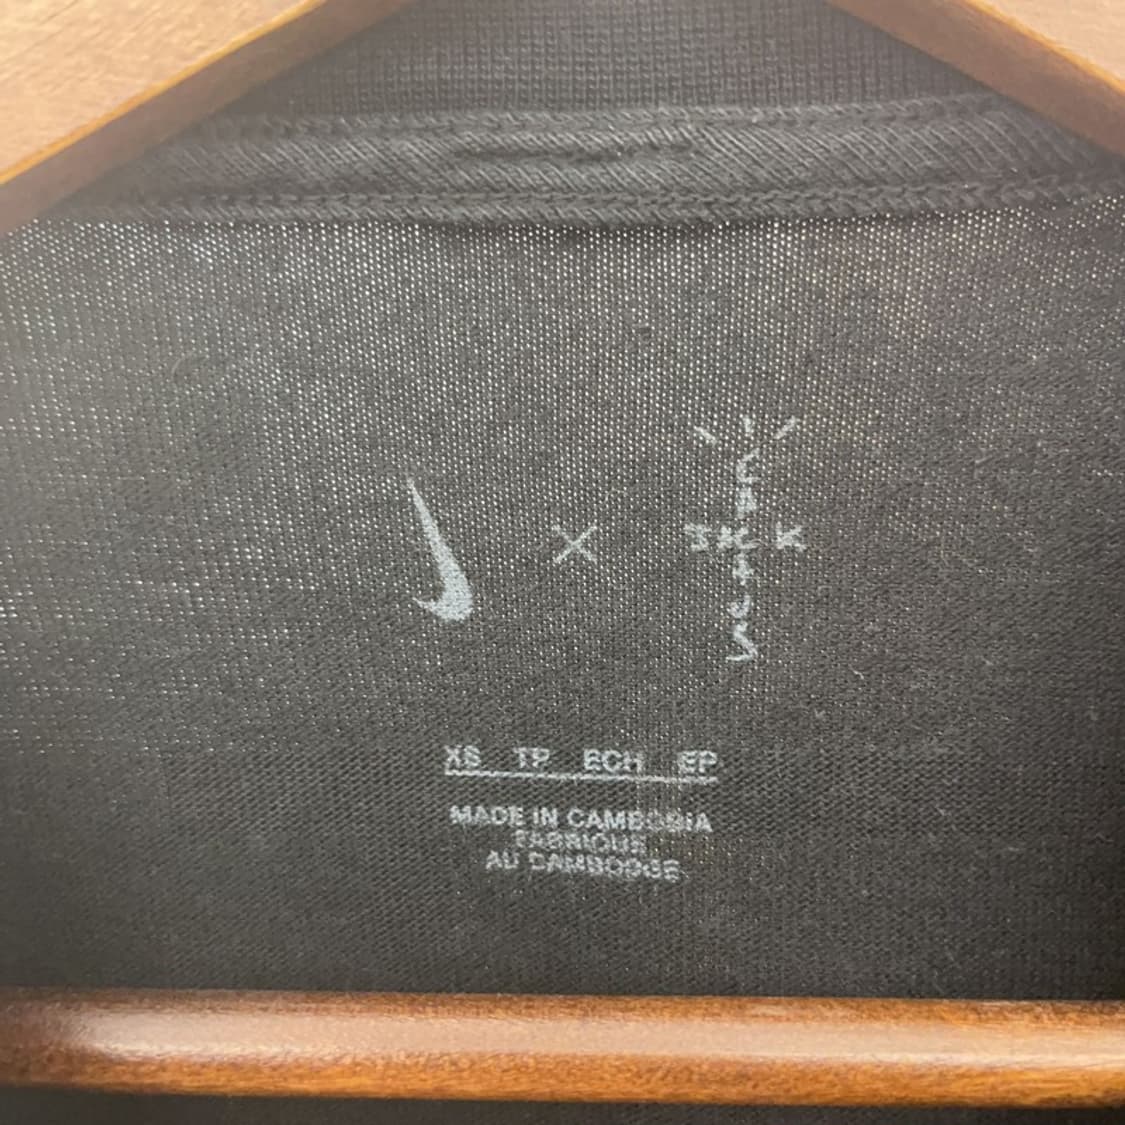 XS TP ECH EP
MADE IN CAMBODIA
FABRIQUE
AU CAMBODGE